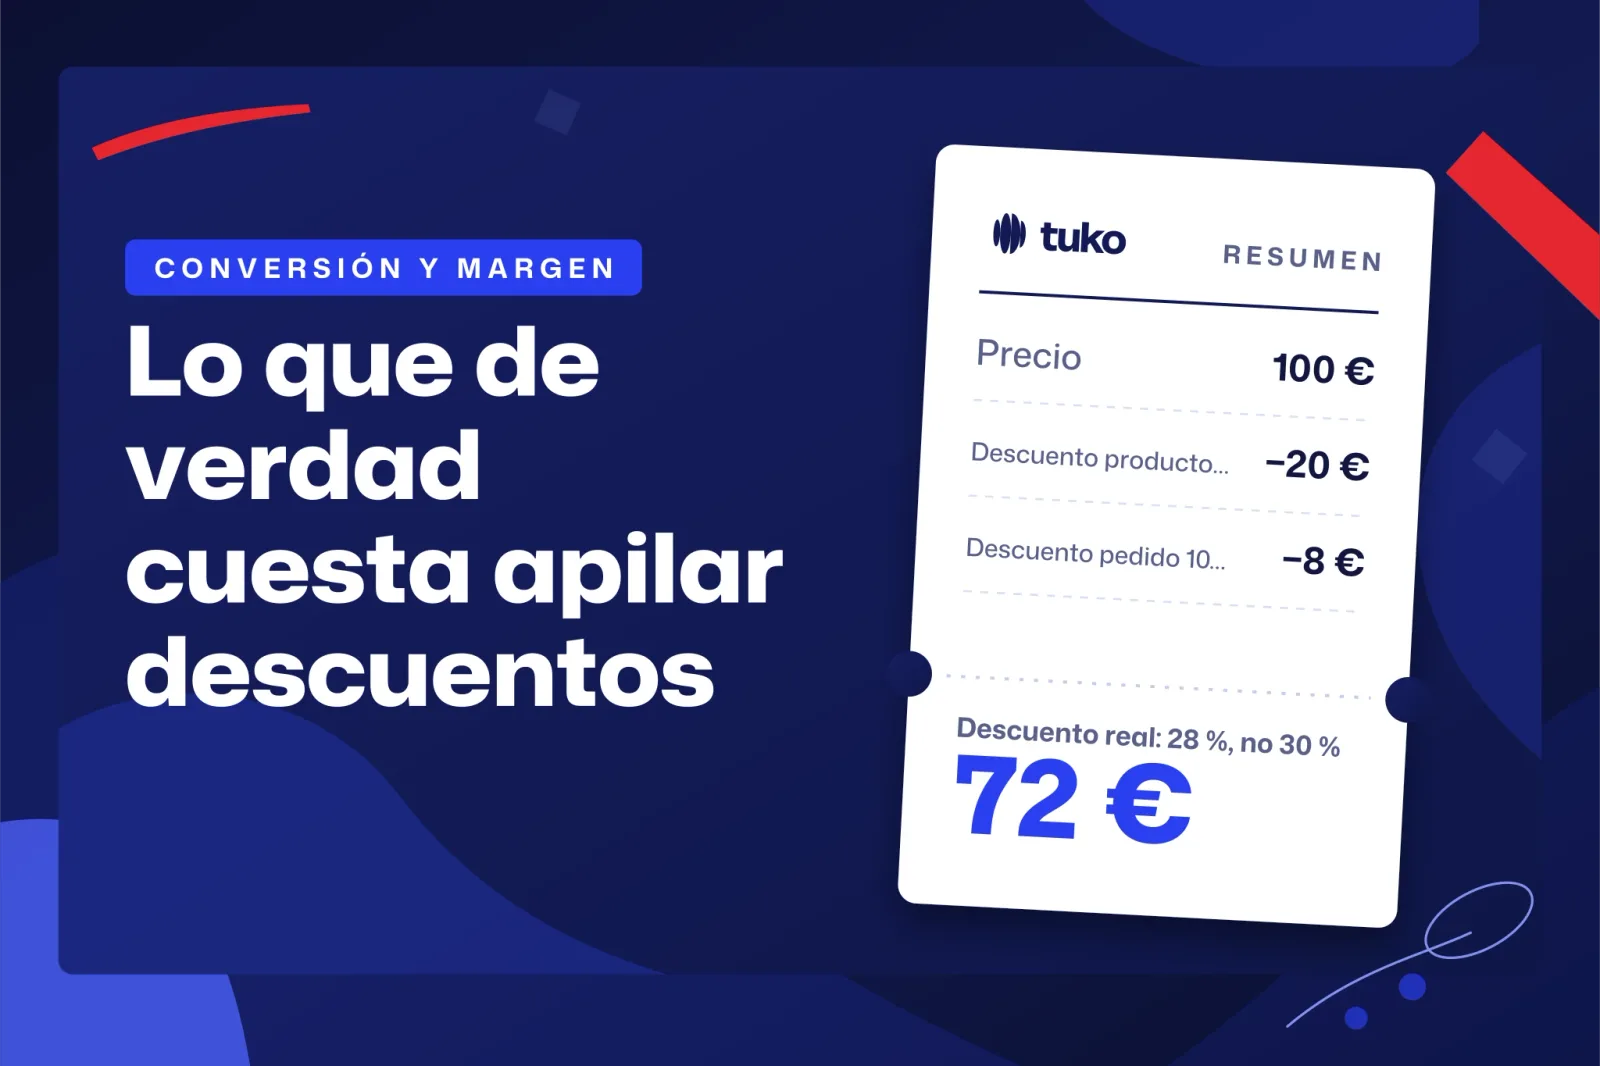 CONVERSIÓN Y MARGEN
Lo que de
verdad
cuesta apilar
descuentos
tuko
RESUMEN
Precio 100 €
Descuento producto... −20 €
Descuento pedido 10... −8 €
Descuento real: 28 %, no 30 %
72 €